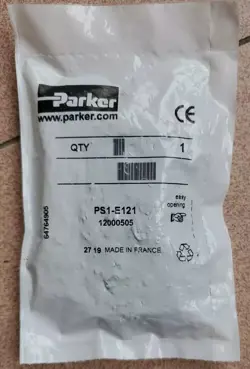 Parker
www.parker.com
CE
QTY 1
PS1-E121
12000505
easy
opening
27 19 MADE IN FRANCE
64764905